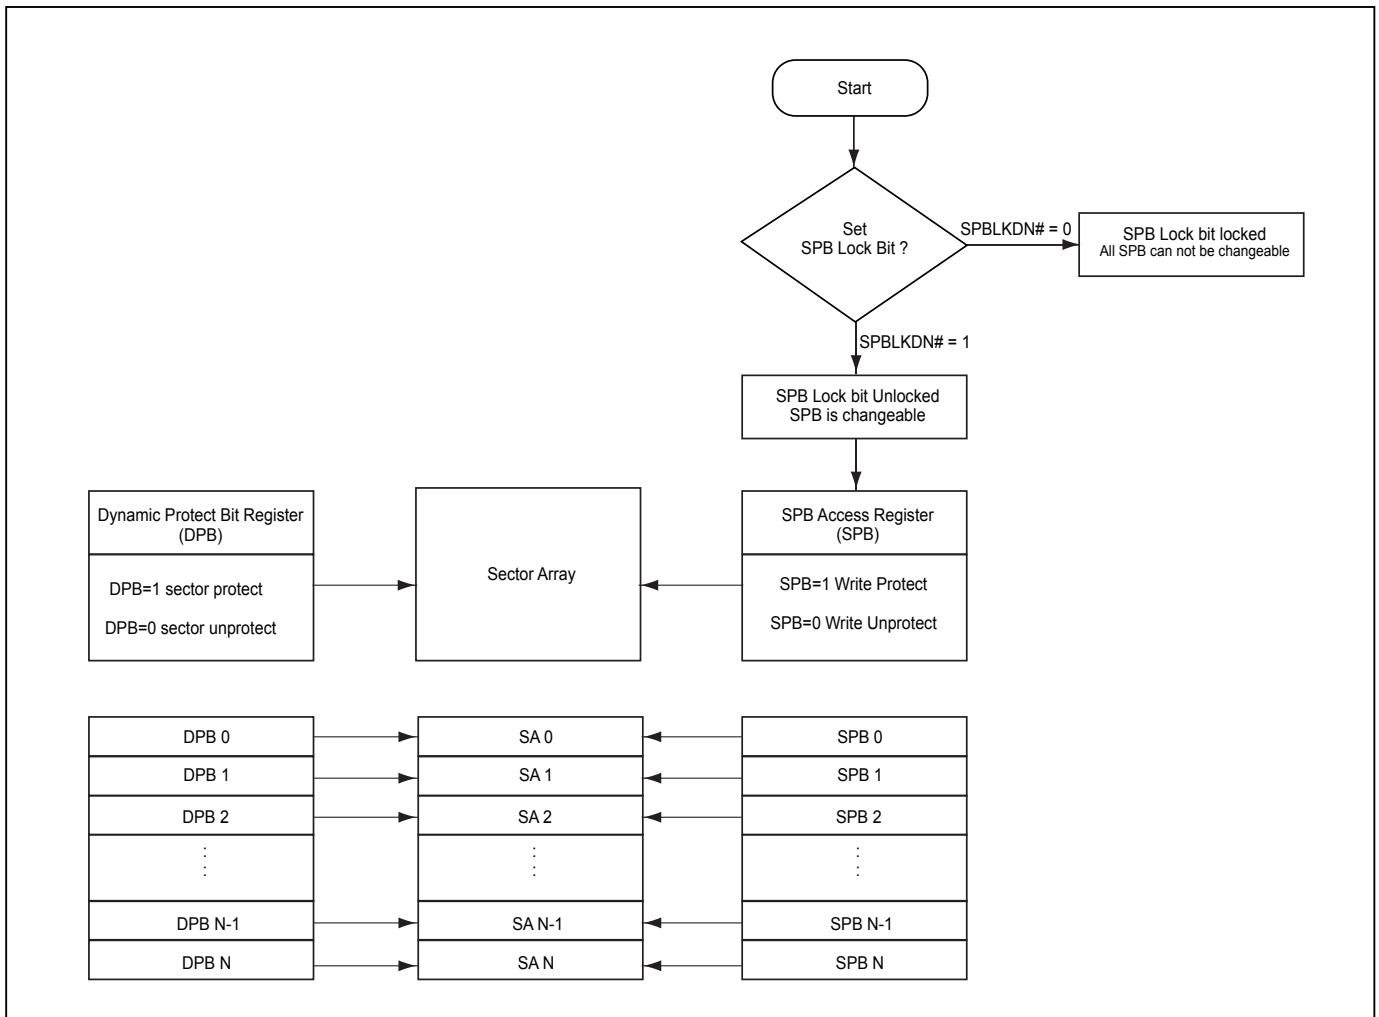 Start
Set
SPB Lock Bit ?
SPBLKDN# = 0
SPB Lock bit locked
All SPB can not be changeable
SPBLKDN# = 1
SPB Lock bit Unlocked
SPB is changeable
Dynamic Protect Bit Register
(DPB)
DPB=1 sector protect
DPB=0 sector unprotect
Sector Array
SPB Access Register
(SPB)
SPB=1 Write Protect
SPB=0 Write Unprotect
DPB 0
SA 0
SPB 0
DPB 1
SA 1
SPB 1
DPB 2
SA 2
SPB 2
DPB N-1
SA N-1
SPB N-1
DPB N
SA N
SPB N